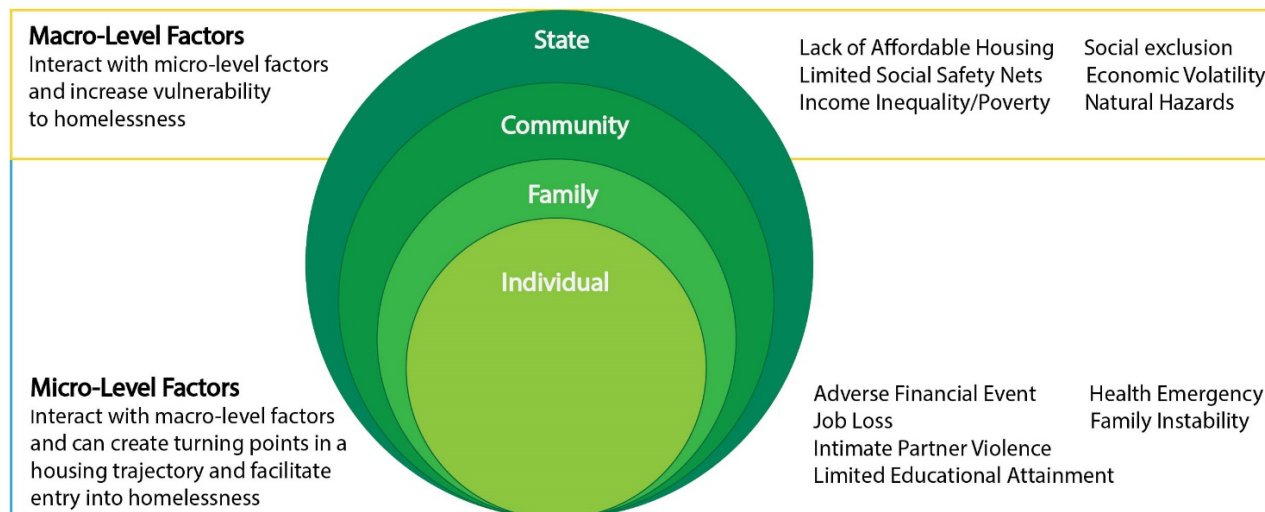 Macro-Level Factors
Interact with micro-level factors
and increase vulnerability
to homelessness
State
Community
Family
Individual
Lack of Affordable Housing
Limited Social Safety Nets
Income Inequality/Poverty
Social exclusion
Economic Volatility
Natural Hazards
Micro-Level Factors
Interact with macro-level factors
and can create turning points in a
housing trajectory and facilitate
entry into homelessness
Adverse Financial Event
Job Loss
Intimate Partner Violence
Limited Educational Attainment
Health Emergency
Family Instability